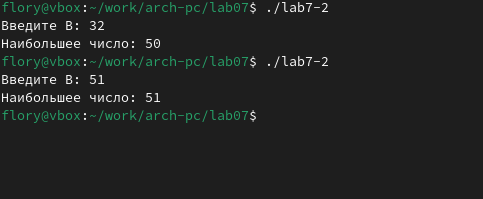 flory@vbox:~/work/arch-pc/lab07$ ./lab7-2
Введите В: 32
Наибольшее число: 50
flory@vbox:~/work/arch-pc/lab07$ ./lab7-2
Введите В: 51
Наибольшее число: 51
flory@vbox:~/work/arch-pc/lab07$